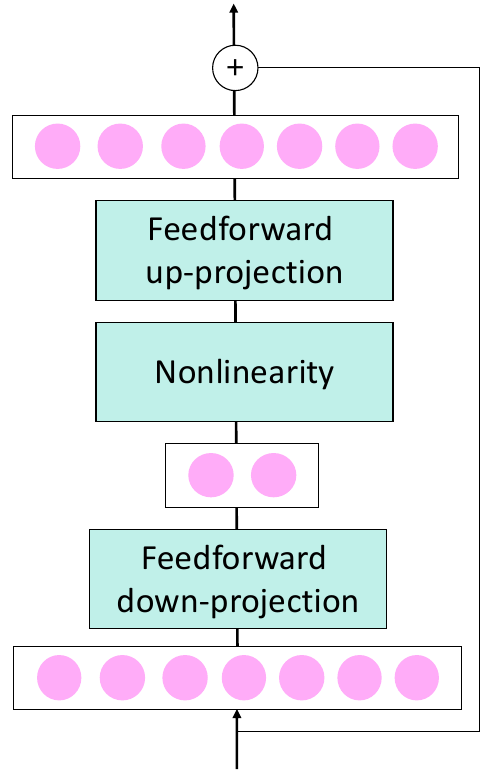 +
Feedforward
up-projection
Nonlinearity
Feedforward
down-projection